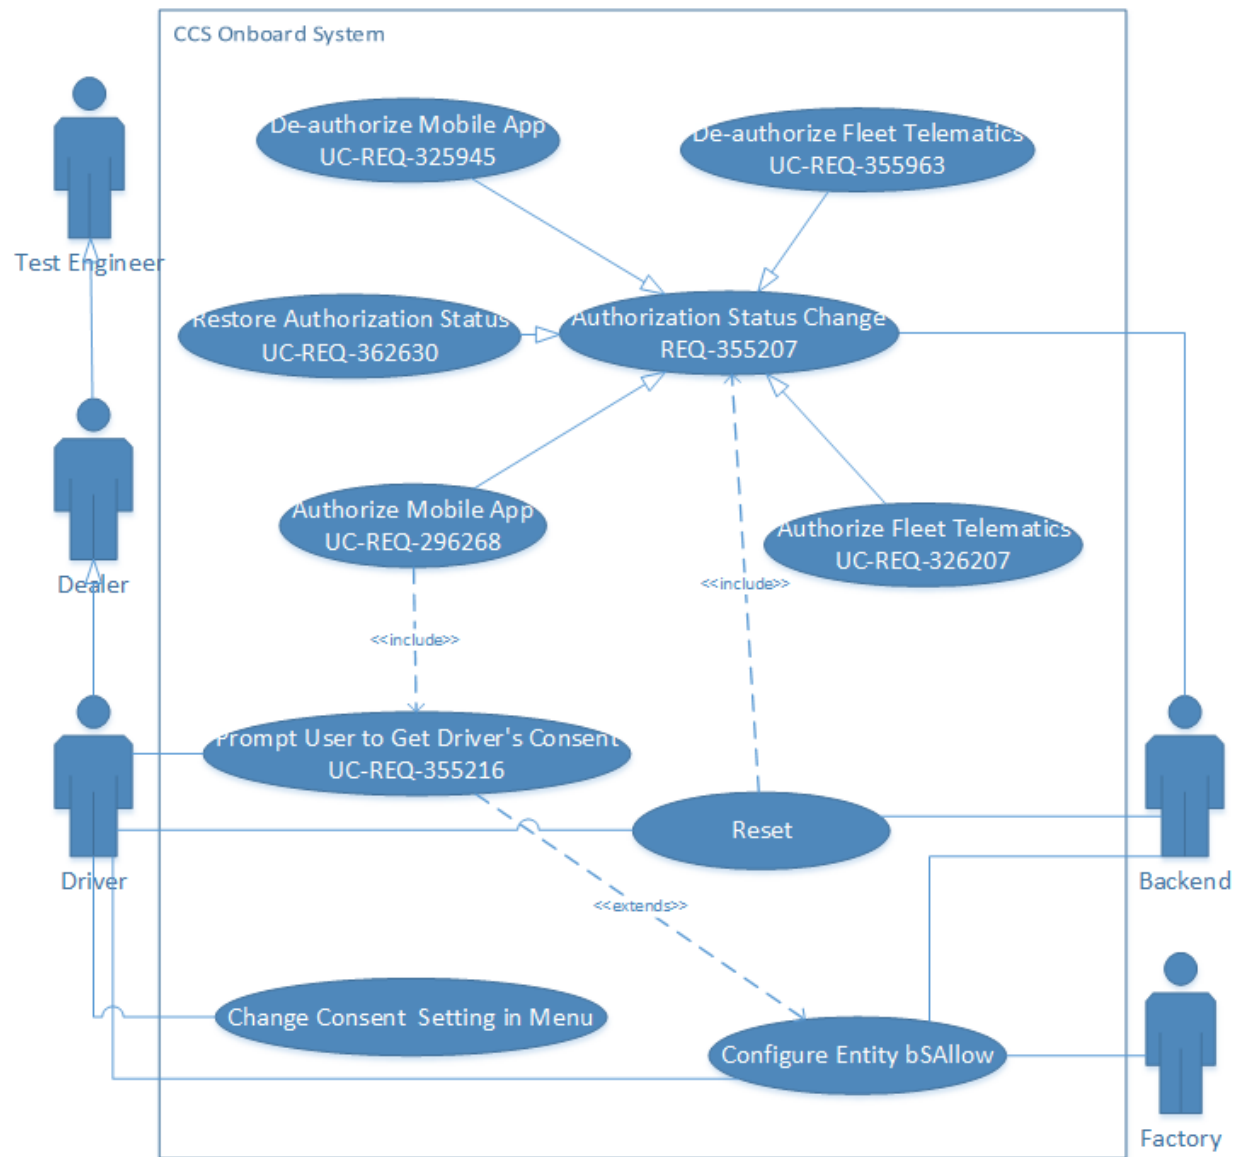 CCS Onboard System
De-authorize Mobile App
UC-REQ-325945
De-authorize Fleet Telematics
UC-REQ-355963
Test Engineer
Restore Authorization Status
UC-REQ-362630
Authorization Status Change
REQ-355207
Authorize Mobile App
UC-REQ-296268
Authorize Fleet Telematics
UC-REQ-326207
Dealer
<<include>>
<<include>>
Prompt User to Get Driver's Consent
UC-REQ-355216
Reset
Driver
Backend
<<extends>>
Change Consent  Setting in Menu
Configure Entity bSAllow
Factory